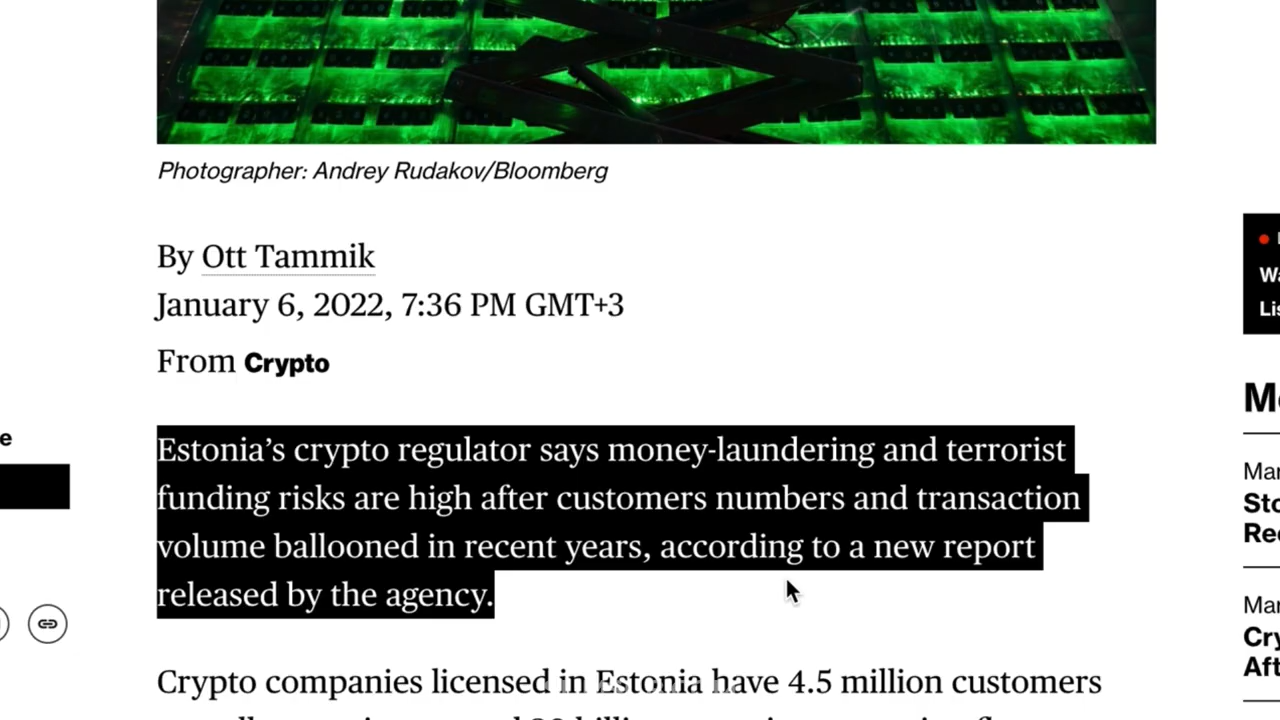 Photographer: Andrey Rudakov/Bloomberg
By Ott Tammik
January 6, 2022, 7:36 PM GMT+3
From Crypto
Estonia’s crypto regulator says money-laundering and terrorist
funding risks are high after customers numbers and transaction
volume ballooned in recent years, according to a new report
released by the agency.
Crypto companies licensed in Estonia have 4.5 million customers